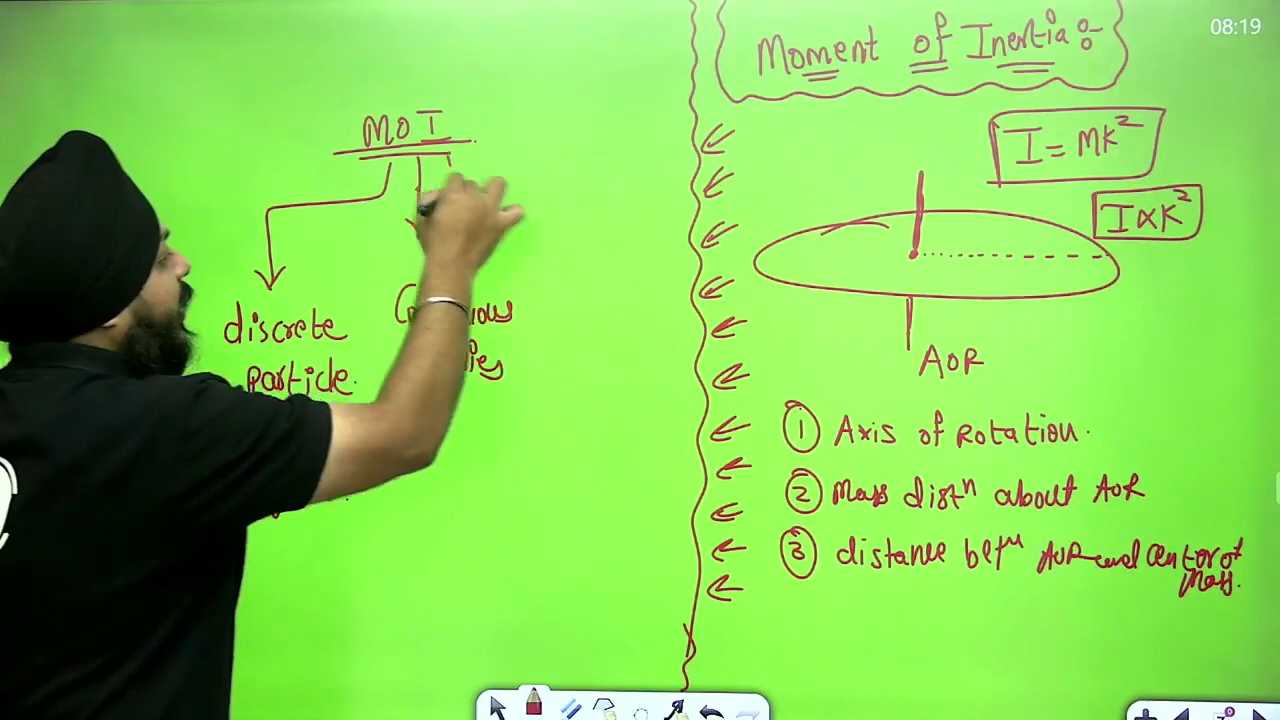 08:19
Moment of Inertia:-
MOI
I = MK²
I ∝ K²
discrete
particle.
AOR
① Axis of Rotation.
② Mass distⁿ about AOR
③ distance betⁿ AOR and center of
Mass.